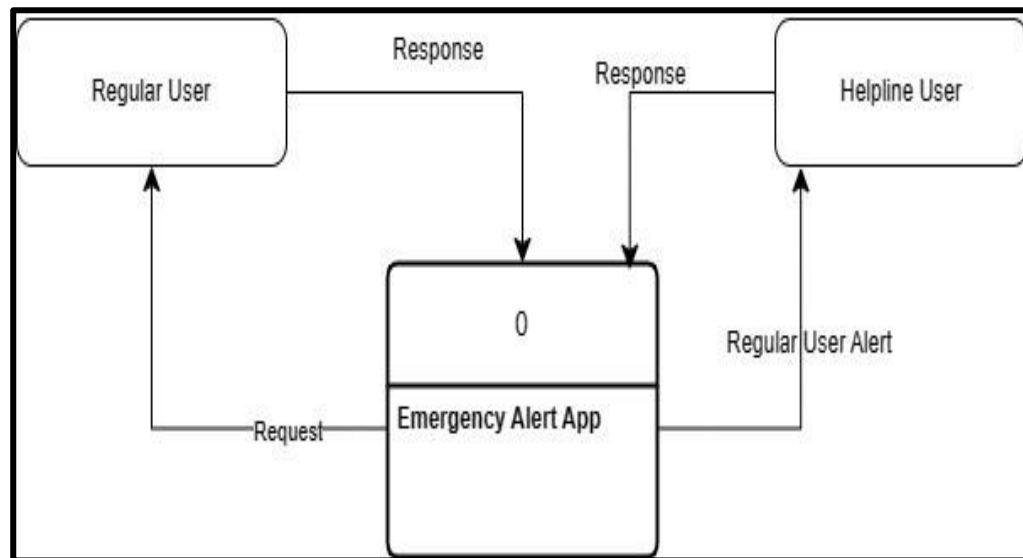 Response
Regular User
Response
Helpline User
0
Regular User Alert
Emergency Alert App
Request